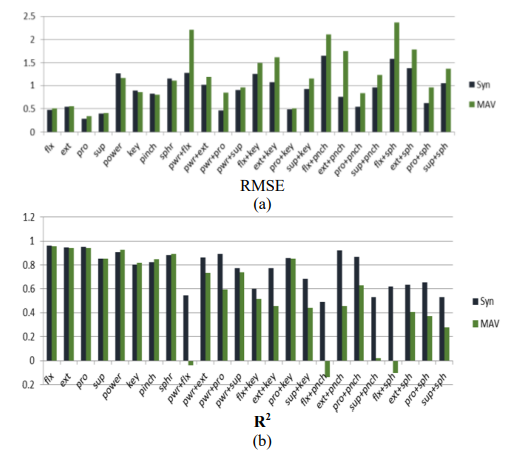 2.5
2
1.5
1
0.5
0
Syn
MAV
flx ext pro sup power key pinch sphr pwr+flx pwr+ext pwr+pro pwr+sup flx+key ext+key pro+key sup+key flx+pnch ext+pnch pro+pnch sup+pnch flx+sph ext+sph pro+sph sup+sph
RMSE
(a)
1.2
1
0.8
0.6
0.4
0.2
0
0.2
Syn
MAV
flx ext pro sup power key pinch sphr pwr+flx pwr+ext pwr+pro pwr+sup flx+key ext+key pro+key sup+key flx+pnch ext+pnch pro+pnch sup+pnch flx+sph ext+sph pro+sph sup+sph
R²
(b)